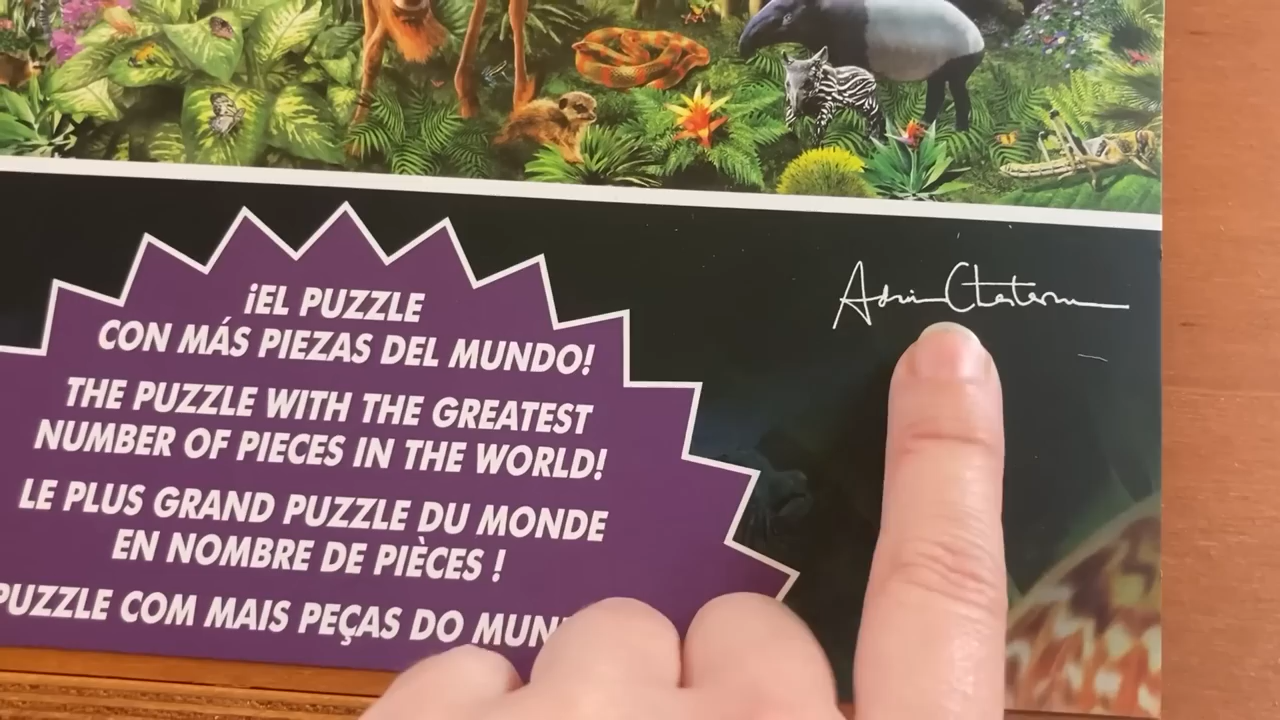 ¡EL PUZZLE
CON MÁS PIEZAS DEL MUNDO!
THE PUZZLE WITH THE GREATEST
NUMBER OF PIECES IN THE WORLD!
LE PLUS GRAND PUZZLE DU MONDE
EN NOMBRE DE PIÈCES !
PUZZLE COM MAIS PEÇAS DO